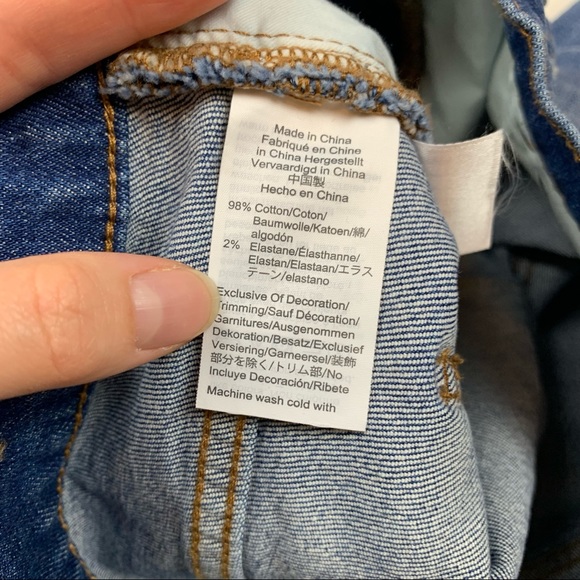 Made in China
Fabriqué en Chine
in China Hergestellt
Vervaardigd in China
中国製
Hecho en China
98% Cotton/Coton/
Baumwolle/Katoen/綿/
algodón
2% Elastane/Élasthanne/
Elastan/Elastaan/エラス
テーン/elastano
Exclusive Of Decoration/
Trimming/Sauf Décoration/
Garnitures/Ausgenommen
Dekoration/Besatz/Exclusief
Versiering/Garneersel/装飾
部分を除く/トリム部/No
Incluye Decoración/Ribete
Machine wash cold with